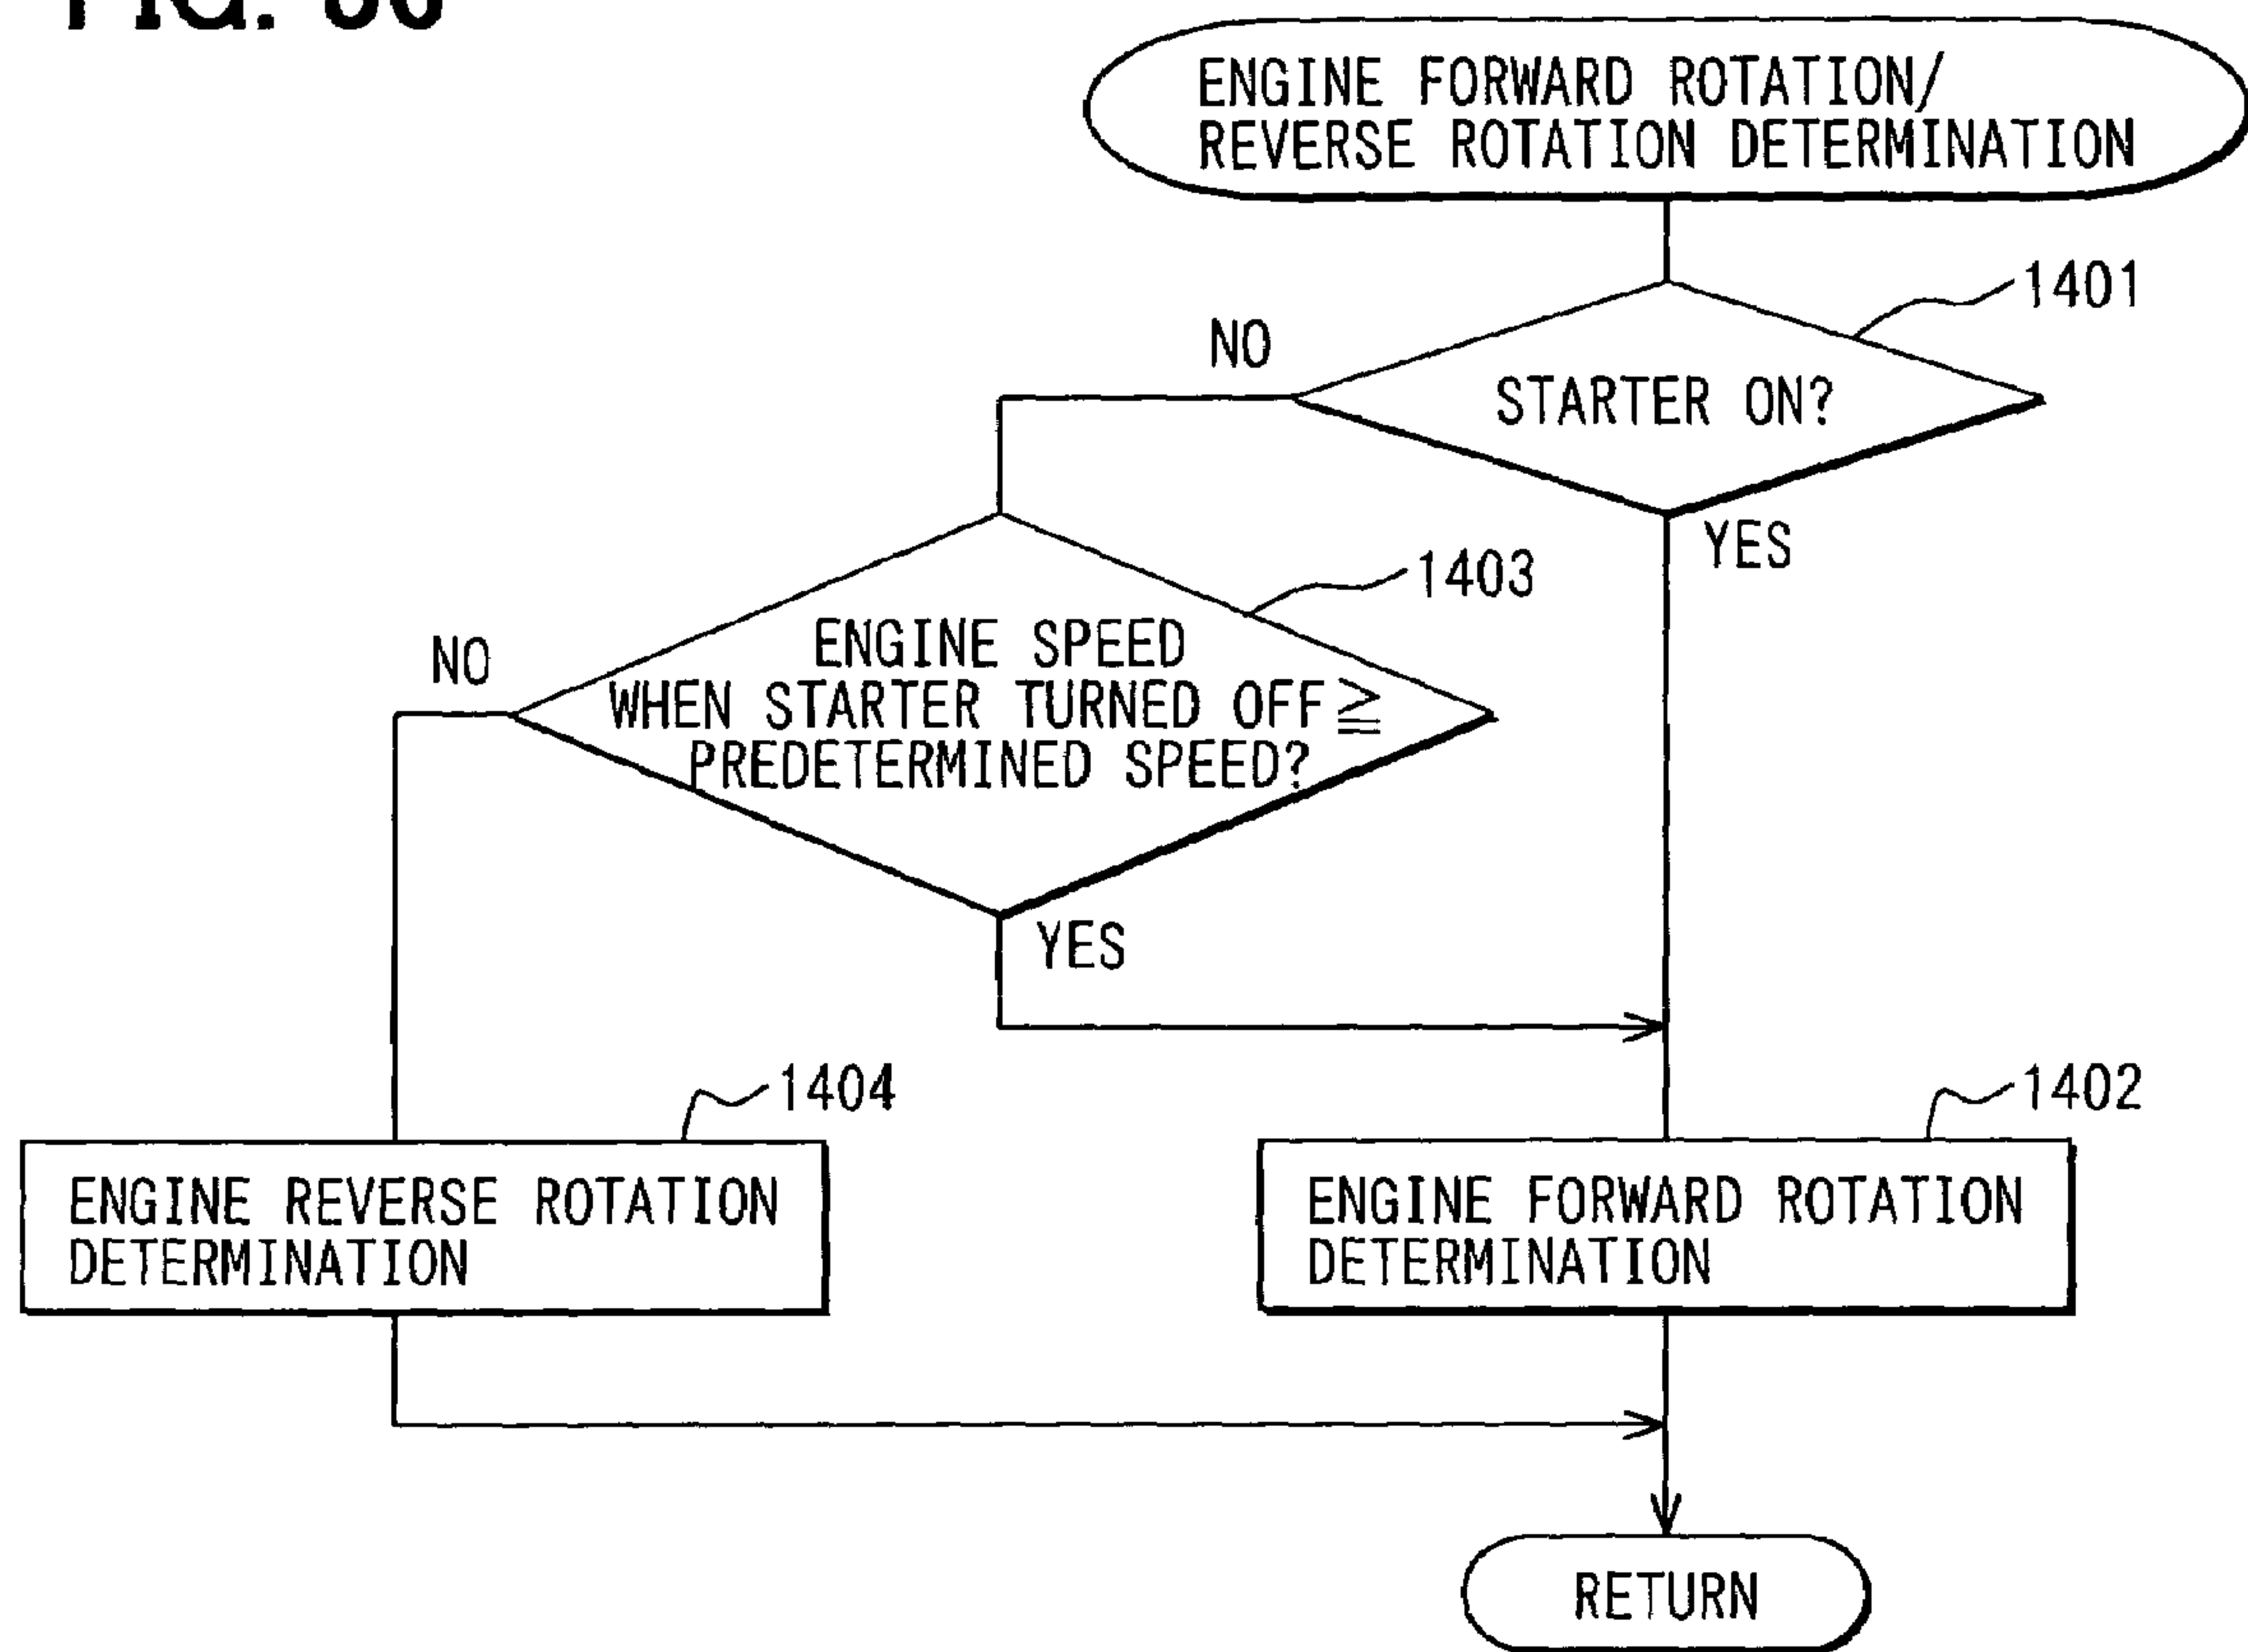 ENGINE FORWARD ROTATION/
REVERSE ROTATION DETERMINATION
1401
NO
STARTER ON?
YES
1403
NO
ENGINE SPEED
WHEN STARTER TURNED OFF ≧
PREDETERMINED SPEED?
YES
1404
1402
ENGINE REVERSE ROTATION
DETERMINATION
ENGINE FORWARD ROTATION
DETERMINATION
RETURN